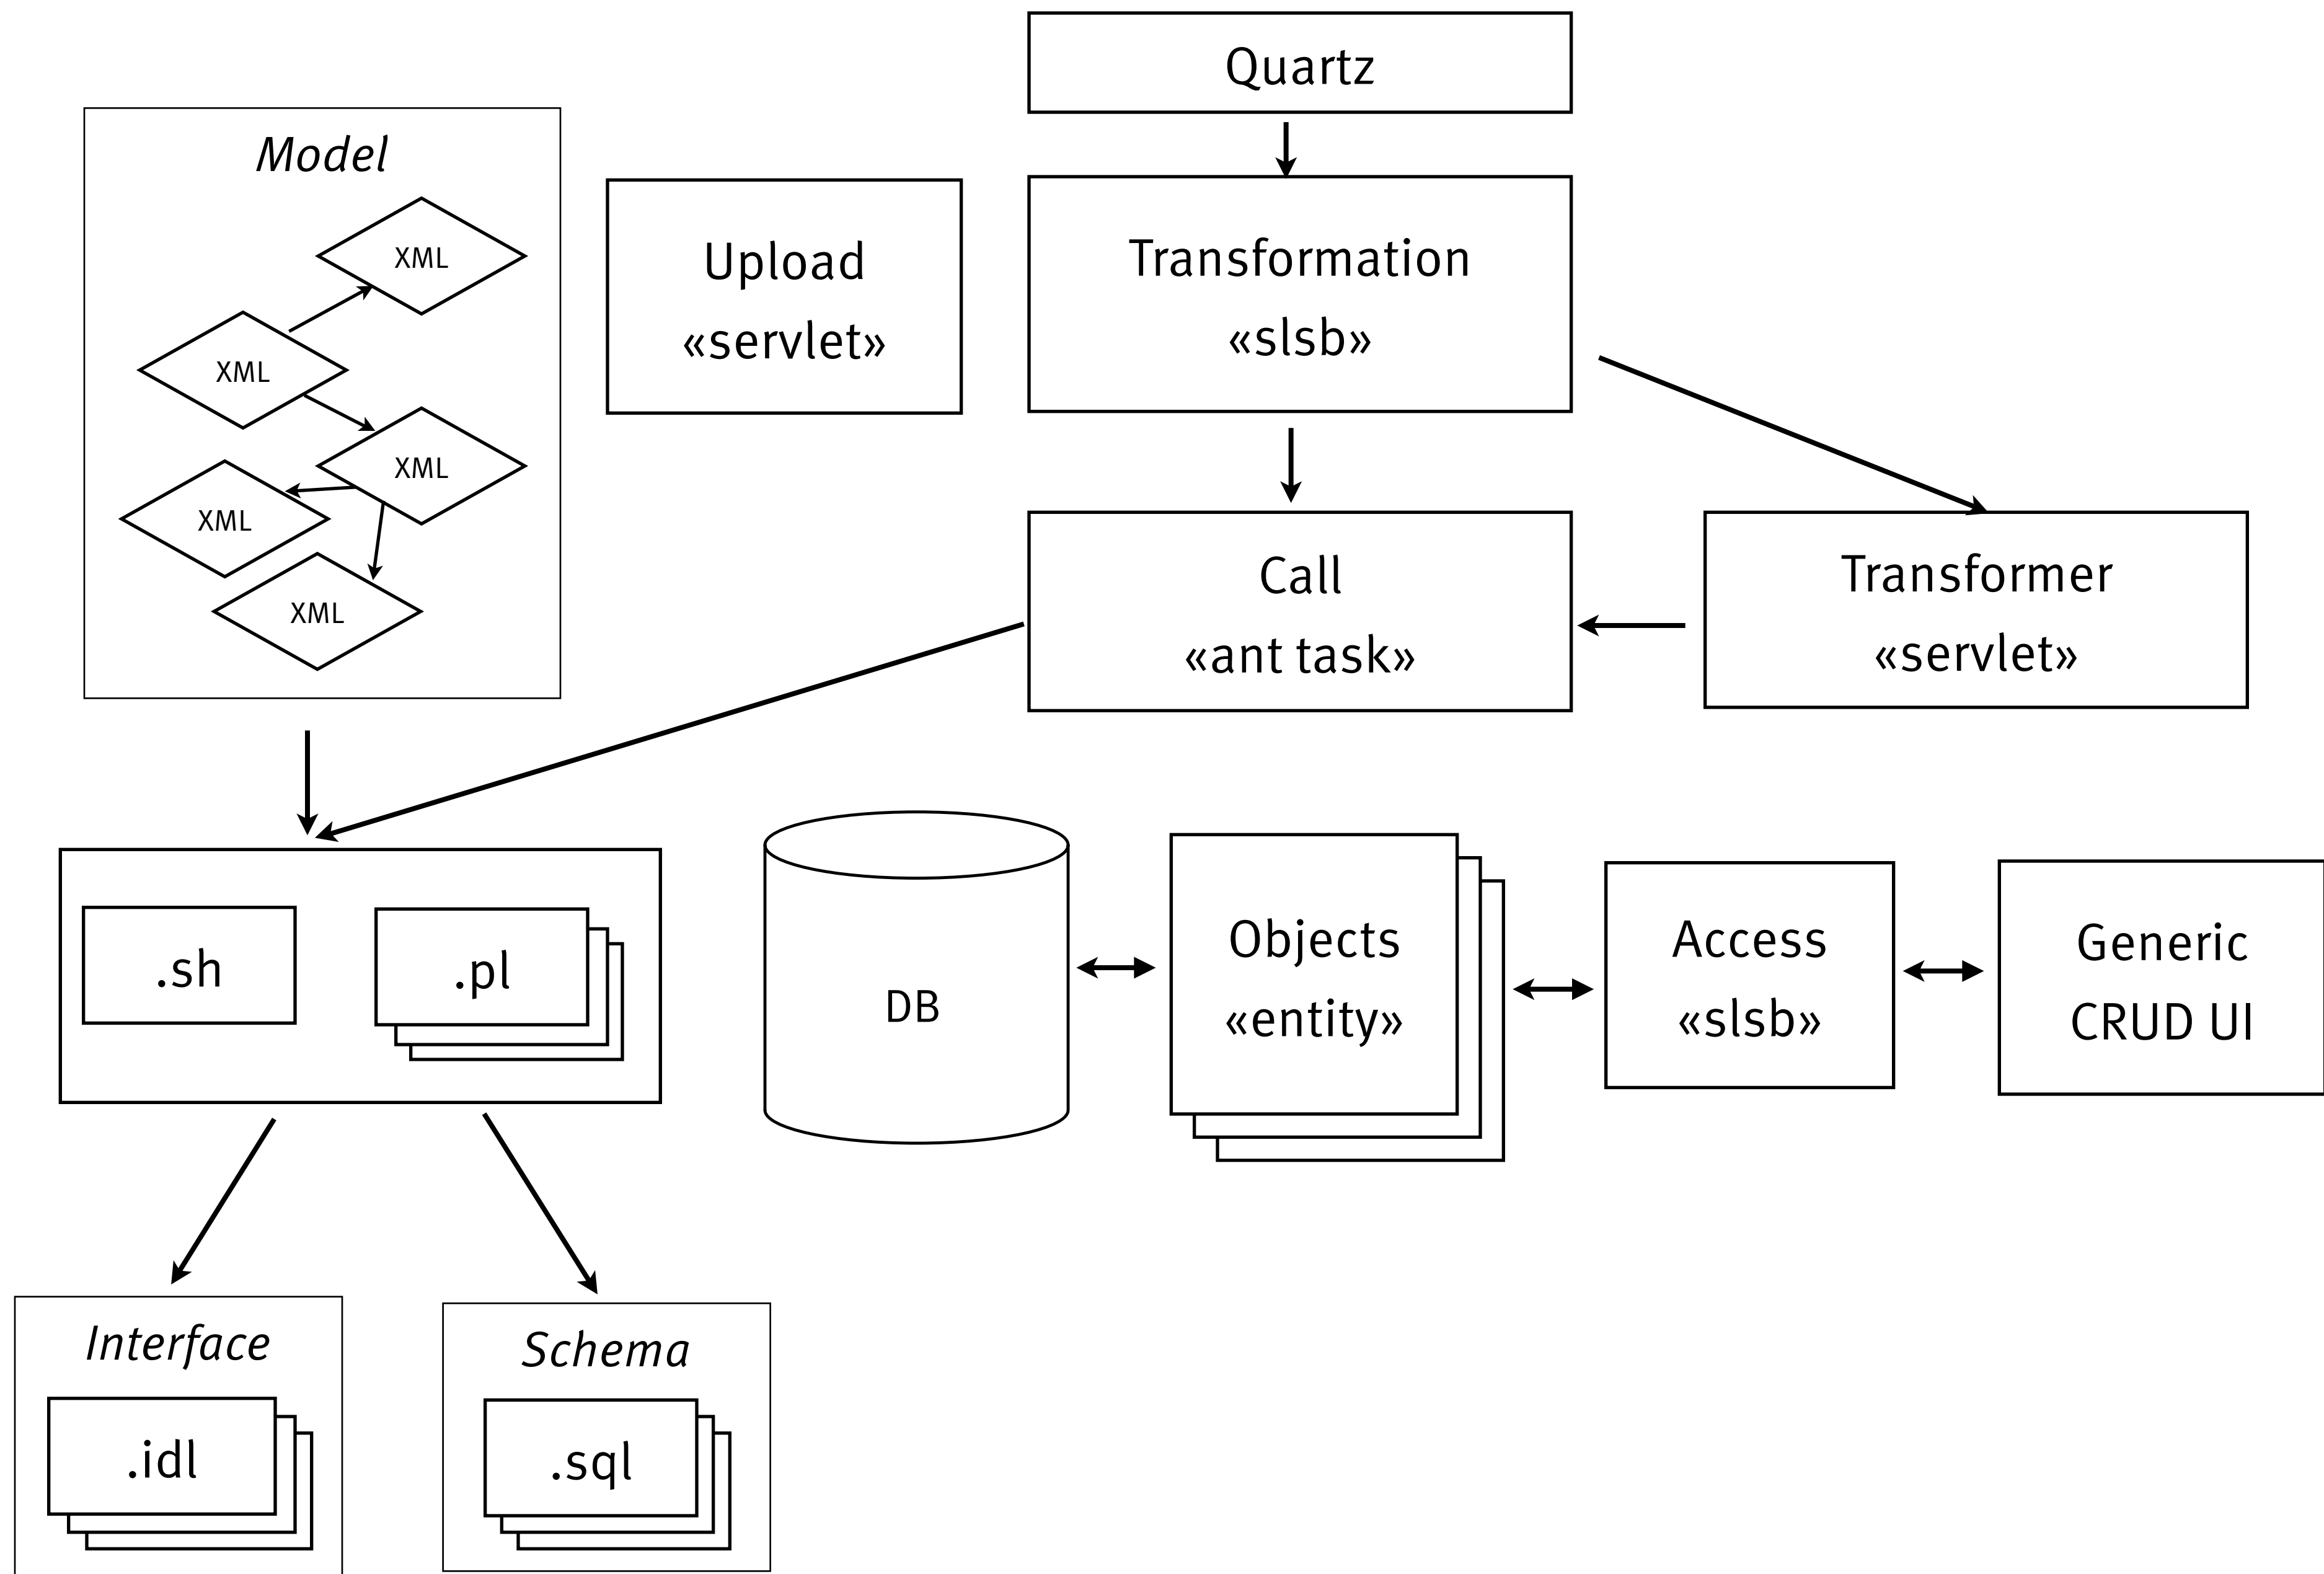 Quartz
Model
XML
XML
XML
XML
XML
Upload
«servlet»
Transformation
«slsb»
Call
«ant task»
Transformer
«servlet»
.sh
.pl
DB
Objects
«entity»
Access
«slsb»
Generic
CRUD UI
Interface
.idl
Schema
.sql